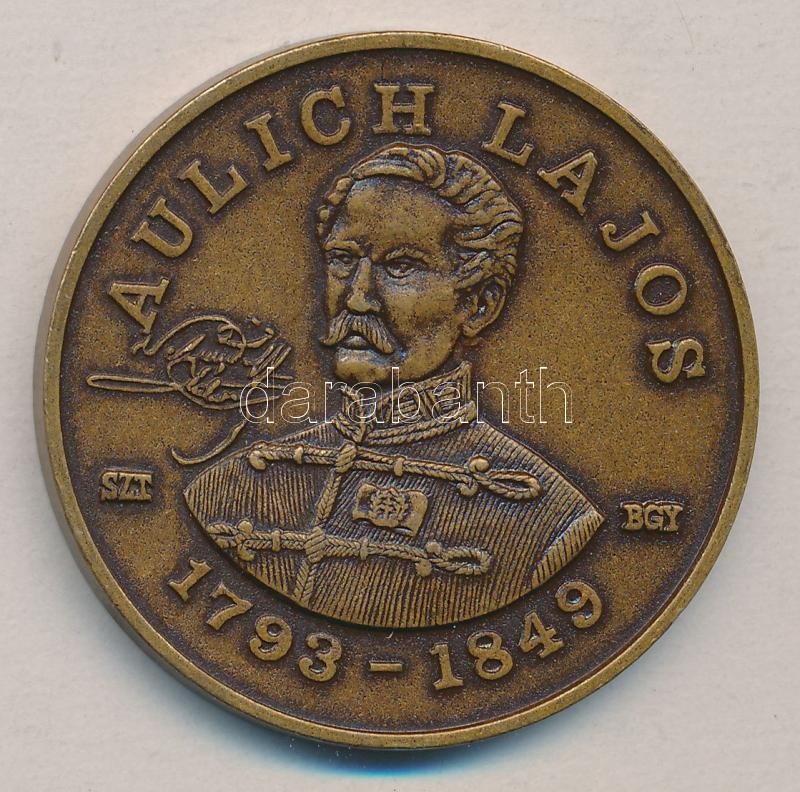 AULICH LAJOS
SZT
BGY
1793 - 1849
darabanth